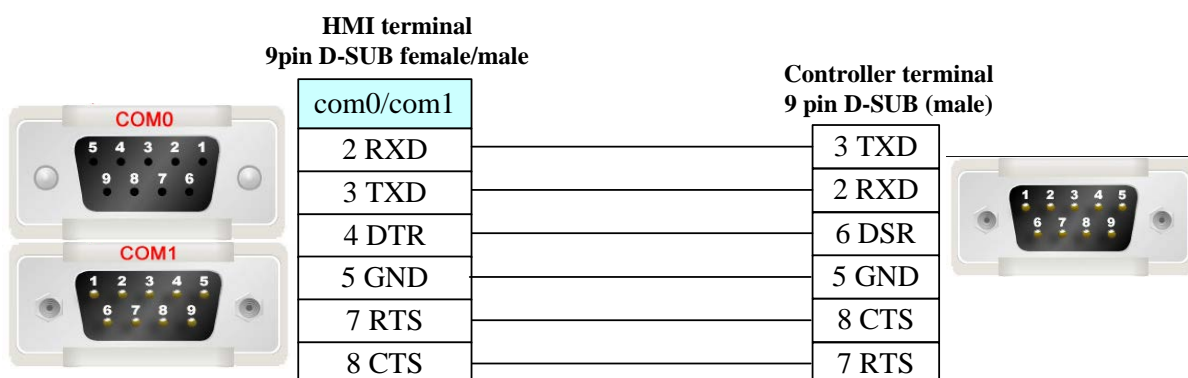 HMI terminal
9pin D-SUB female/male
Controller terminal
9 pin D-SUB (male)
com0/com1
COM0
5 4 3 2 1
9 8 7 6
COM1
1 2 3 4 5
6 7 8 9
2 RXD
3 TXD
4 DTR
5 GND
7 RTS
8 CTS
3 TXD
2 RXD
6 DSR
5 GND
8 CTS
7 RTS
1 2 3 4 5
6 7 8 9